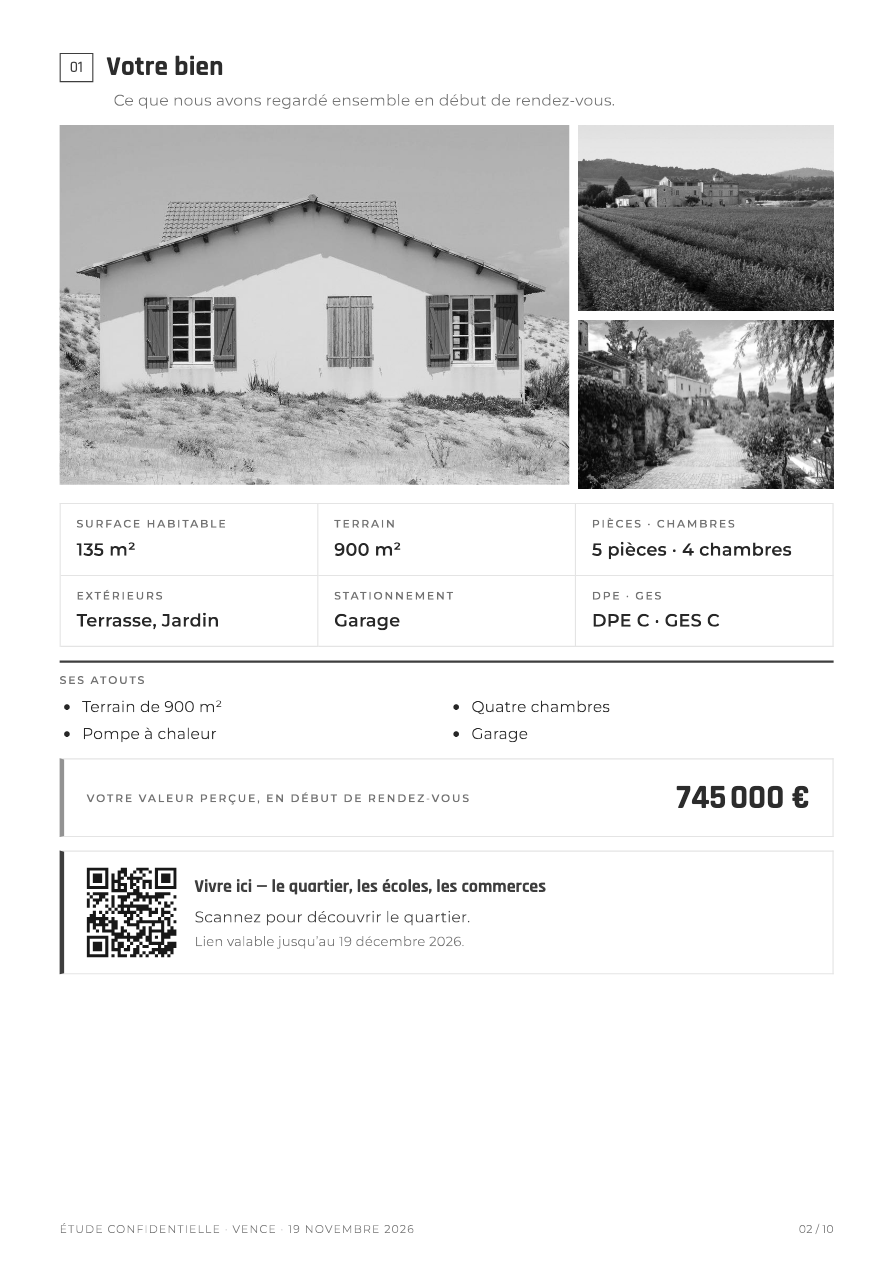 01 Votre bien
Ce que nous avons regardé ensemble en début de rendez-vous.
SURFACE HABITABLE
135 m²
TERRAIN
900 m²
PIÈCES · CHAMBRES
5 pièces · 4 chambres
EXTÉRIEURS
Terrasse, Jardin
STATIONNEMENT
Garage
DPE · GES
DPE C · GES C
SES ATOUTS
• Terrain de 900 m²
• Quatre chambres
• Pompe à chaleur
• Garage
VOTRE VALEUR PERÇUE, EN DÉBUT DE RENDEZ-VOUS
745 000 €
Vivre ici — le quartier, les écoles, les commerces
Scannez pour découvrir le quartier.
Lien valable jusqu'au 19 décembre 2026.
ÉTUDE CONFIDENTIELLE · VENCE · 19 NOVEMBRE 2026
02 / 10